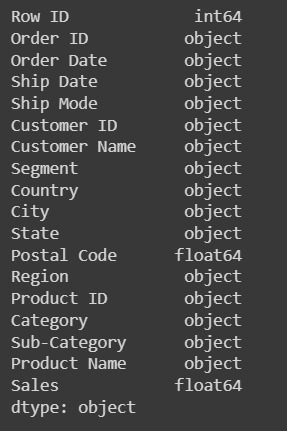 Row ID int64
Order ID object
Order Date object
Ship Date object
Ship Mode object
Customer ID object
Customer Name object
Segment object
Country object
City object
State object
Postal Code float64
Region object
Product ID object
Category object
Sub-Category object
Product Name object
Sales float64
dtype: object